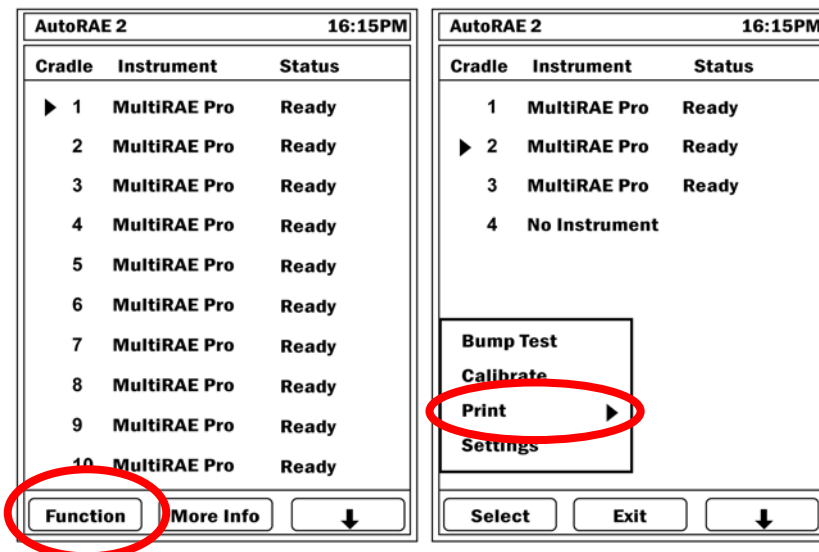 AutoRAE 2 16:15PM
Cradle Instrument Status
1 MultiRAE Pro Ready
2 MultiRAE Pro Ready
3 MultiRAE Pro Ready
4 MultiRAE Pro Ready
5 MultiRAE Pro Ready
6 MultiRAE Pro Ready
7 MultiRAE Pro Ready
8 MultiRAE Pro Ready
9 MultiRAE Pro Ready
10 MultiRAE Pro Ready
Function More Info
AutoRAE 2 16:15PM
Cradle Instrument Status
1 MultiRAE Pro Ready
2 MultiRAE Pro Ready
3 MultiRAE Pro Ready
4 No Instrument
Bump Test
Calibrate
Print
Settings
Select Exit